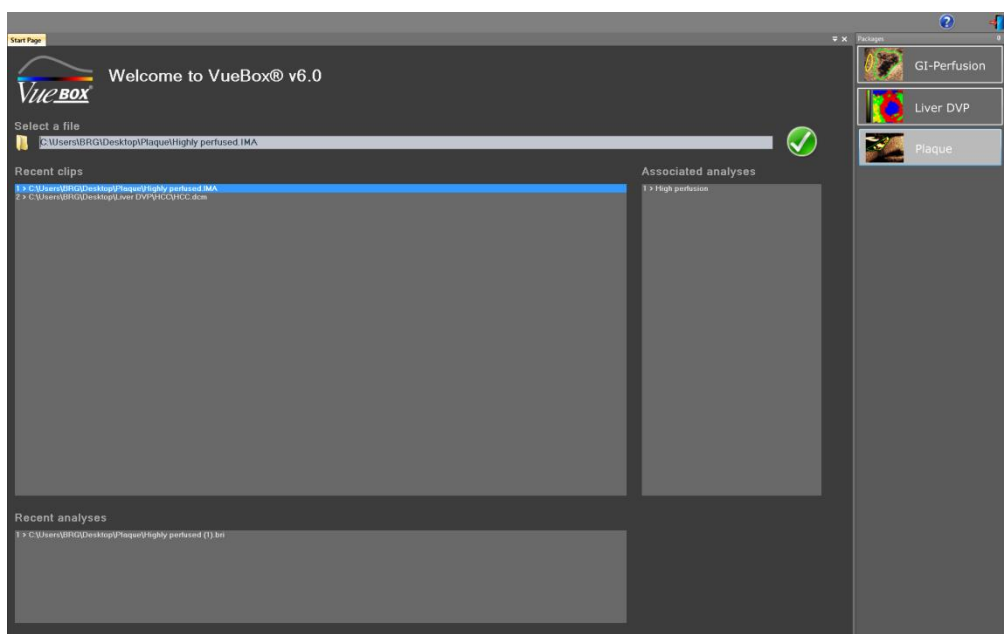 Start Page
Packages
VUEBOX®
Welcome to VueBox® v6.0
GI-Perfusion
Liver DVP
Plaque
Select a file
C:\Users\BRG\Desktop\Plaque\Highly perfused.IMA
Recent clips
1 > C:\Users\BRG\Desktop\Plaque\Highly perfused.IMA
2 > C:\Users\BRG\Desktop\Liver DVP\HCC\HCC.dcm
Associated analyses
1 > High perfusion
Recent analyses
1 > C:\Users\BRG\Desktop\Plaque\Highly perfused (1).bri